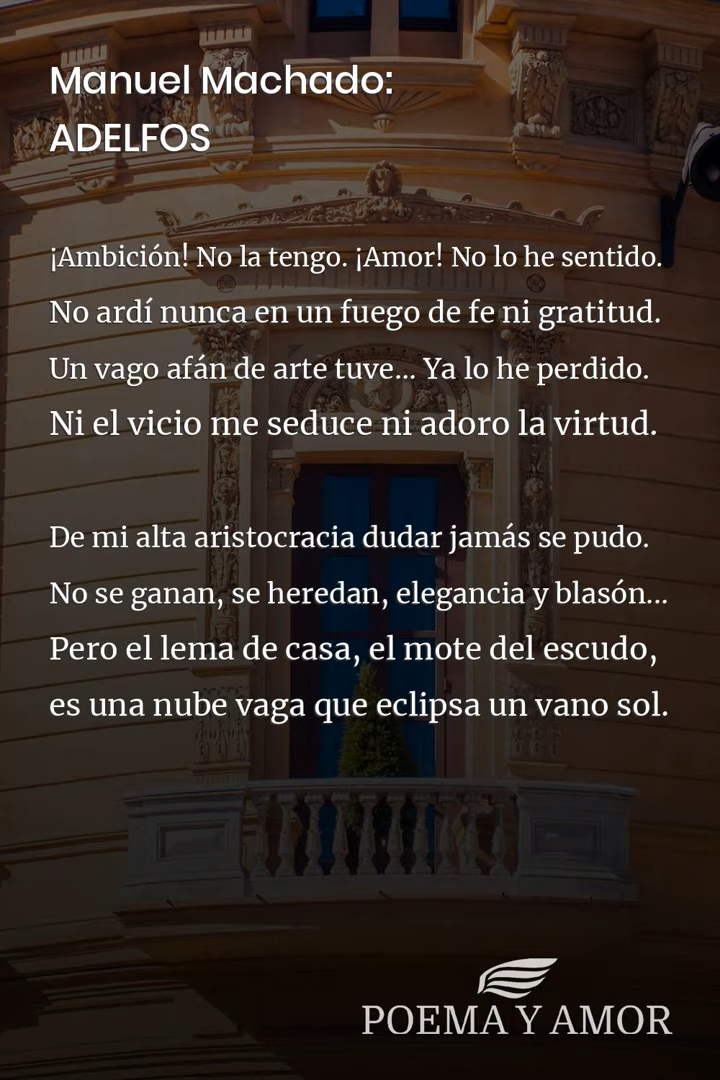 Manuel Machado:
ADELFOS
¡Ambición! No la tengo. ¡Amor! No lo he sentido.
No ardí nunca en un fuego de fe ni gratitud.
Un vago afán de arte tuve... Ya lo he perdido.
Ni el vicio me seduce ni adoro la virtud.
De mi alta aristocracia dudar jamás se pudo.
No se ganan, se heredan, elegancia y blasón...
Pero el lema de casa, el mote del escudo,
es una nube vaga que eclipsa un vano sol.
POEMA Y AMOR